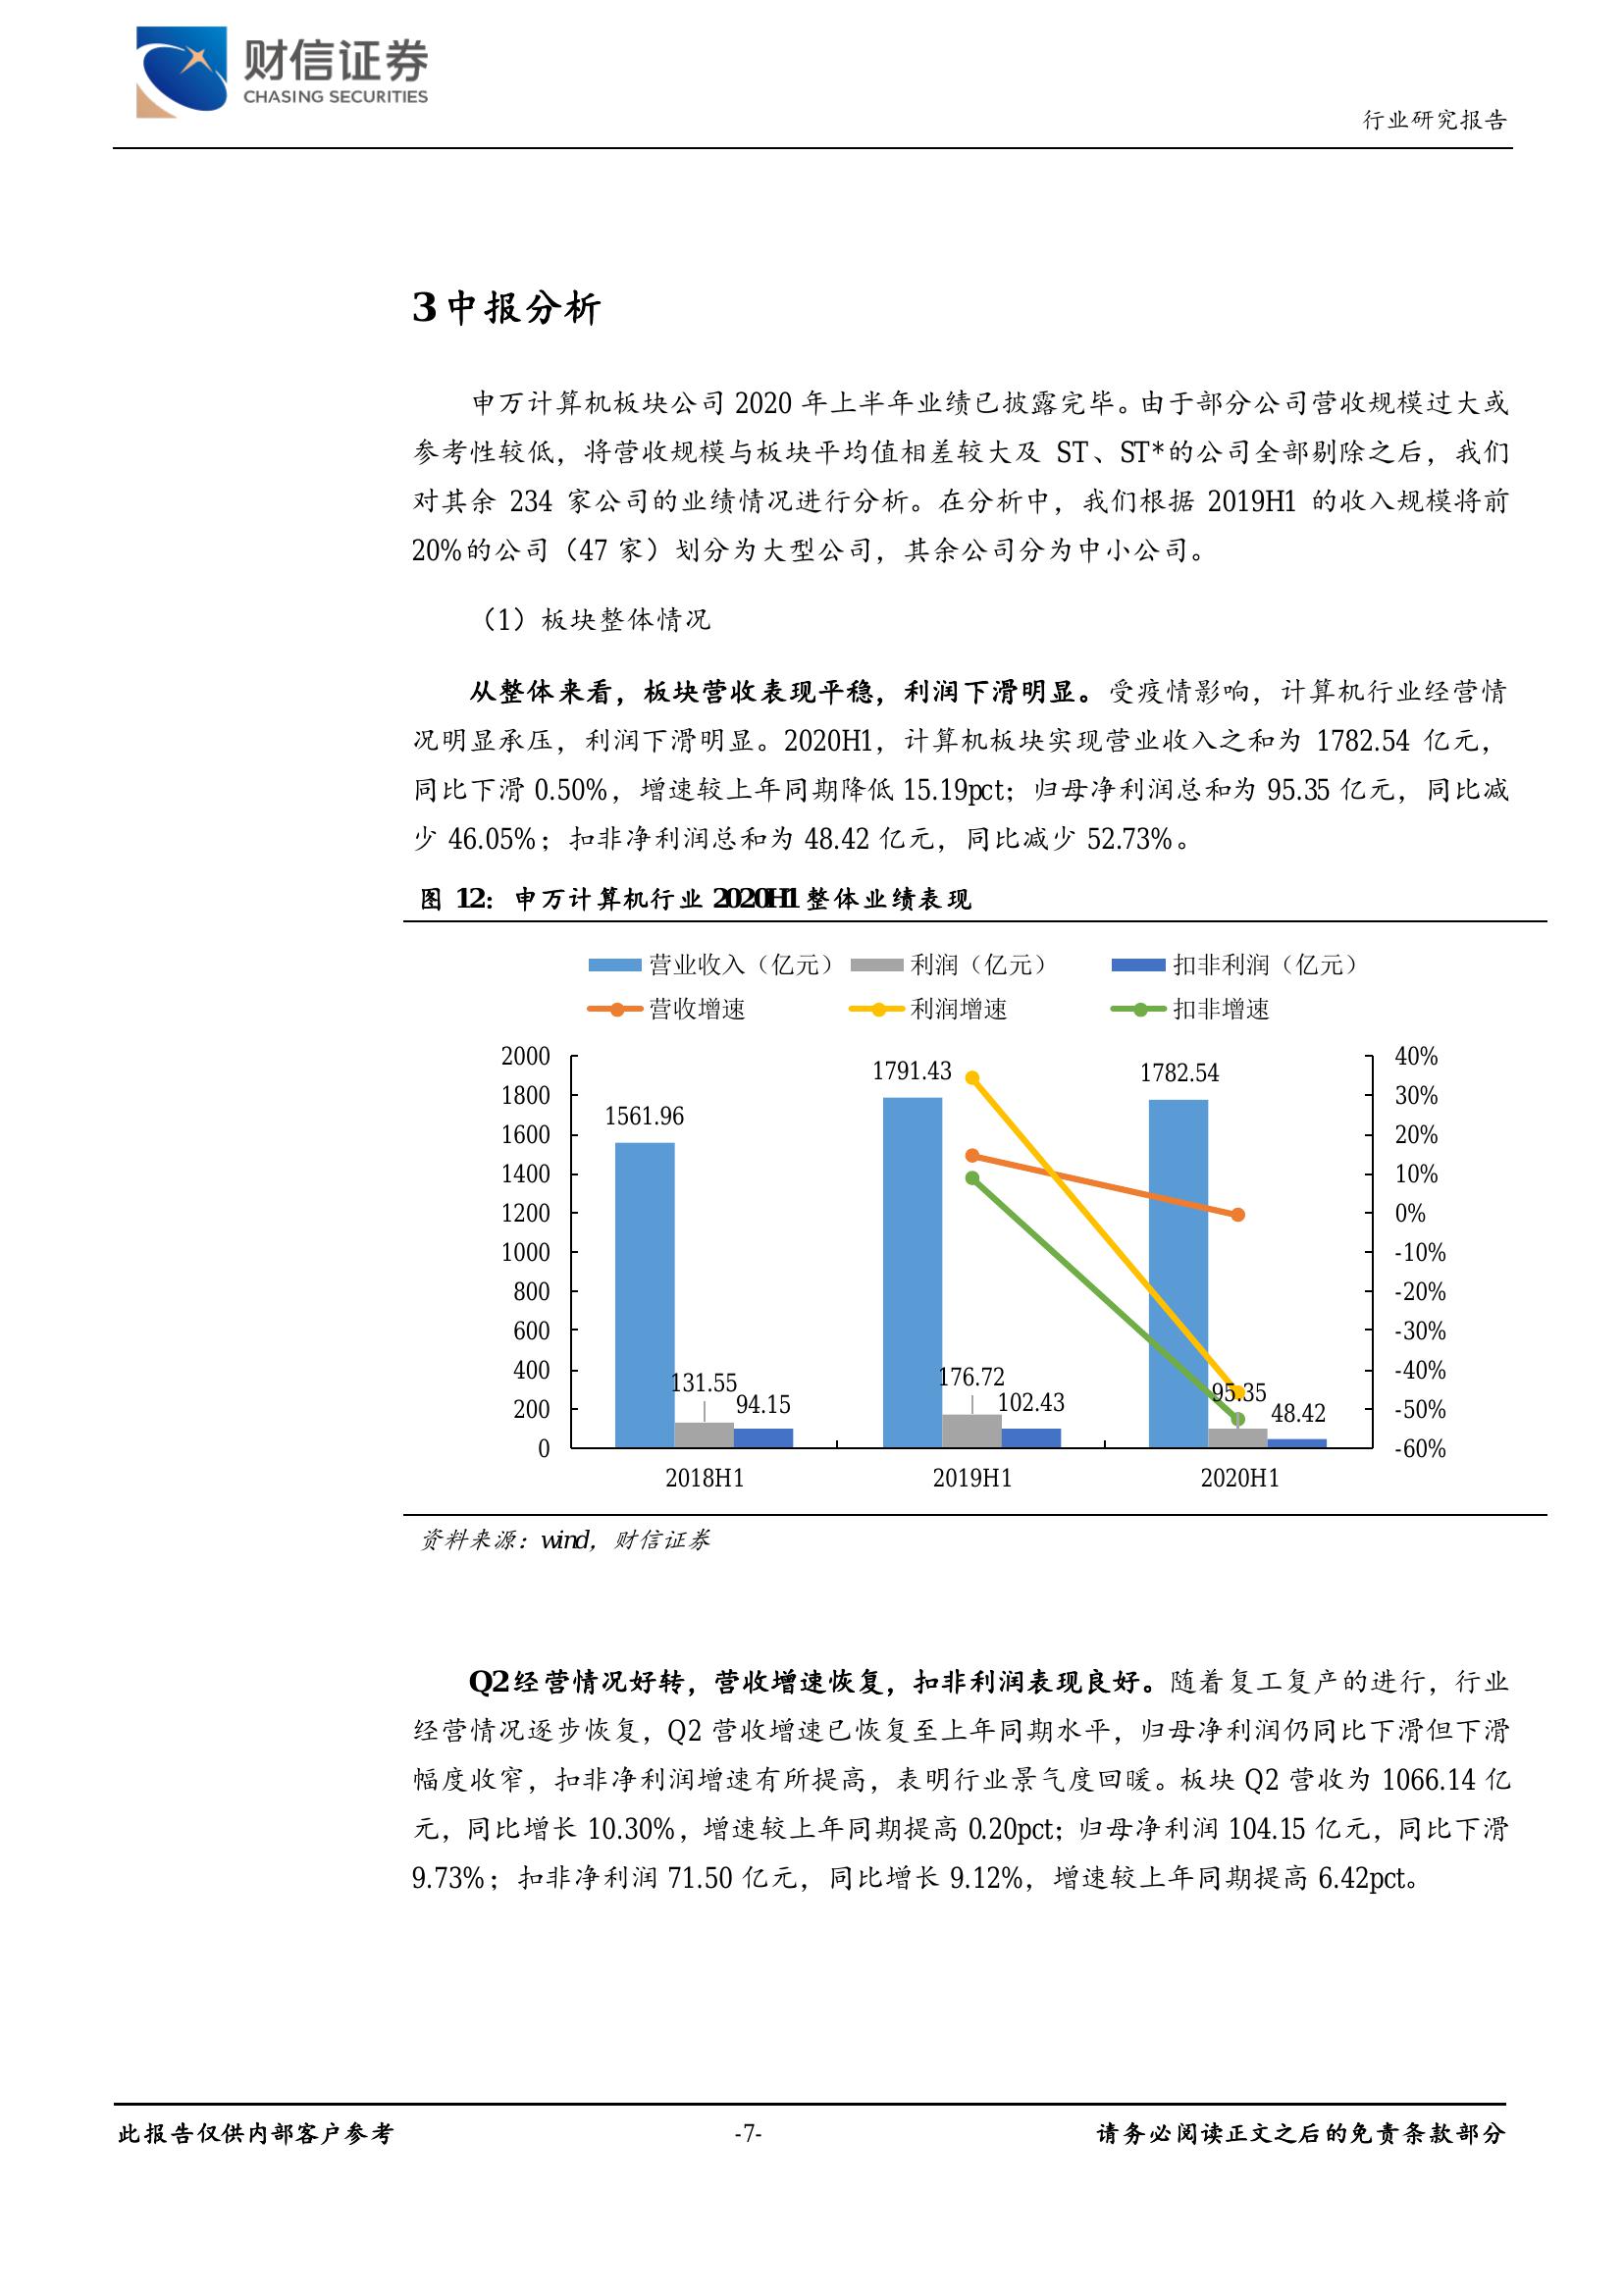 财信证券
CHASING SECURITIES
行业研究报告
3 中报分析
申万计算机板块公司 2020 年上半年业绩已披露完毕。由于部分公司营收规模过大或
参考性较低，将营收规模与板块平均值相差较大及 ST、ST*的公司全部剔除之后，我们
对其余 234 家公司的业绩情况进行分析。在分析中，我们根据 2019H1 的收入规模将前
20%的公司（47 家）划分为大型公司，其余公司分为中小公司。
（1）板块整体情况
从整体来看，板块营收表现平稳，利润下滑明显。受疫情影响，计算机行业经营情
况明显承压，利润下滑明显。2020H1，计算机板块实现营业收入之和为 1782.54 亿元，
同比下滑 0.50%，增速较上年同期降低 15.19pct；归母净利润总和为 95.35 亿元，同比减
少 46.05%；扣非净利润总和为 48.42 亿元，同比减少 52.73%。
图 12：申万计算机行业 2020H1 整体业绩表现
营业收入（亿元） 利润（亿元） 扣非利润（亿元）
营收增速 利润增速 扣非增速
2000
1800
1600
1400
1200
1000
800
600
400
200
0
40%
30%
20%
10%
0%
-10%
-20%
-30%
-40%
-50%
-60%
1561.96
131.55
94.15
1791.43
176.72
102.43
1782.54
95.35
48.42
2018H1 2019H1 2020H1
资料来源：wind，财信证券
Q2 经营情况好转，营收增速恢复，扣非利润表现良好。随着复工复产的进行，行业
经营情况逐步恢复，Q2 营收增速已恢复至上年同期水平，归母净利润仍同比下滑但下滑
幅度收窄，扣非净利润增速有所提高，表明行业景气度回暖。板块 Q2 营收为 1066.14 亿
元，同比增长 10.30%，增速较上年同期提高 0.20pct；归母净利润 104.15 亿元，同比下滑
9.73%；扣非净利润 71.50 亿元，同比增长 9.12%，增速较上年同期提高 6.42pct。
此报告仅供内部客户参考 -7- 请务必阅读正文之后的免责条款部分